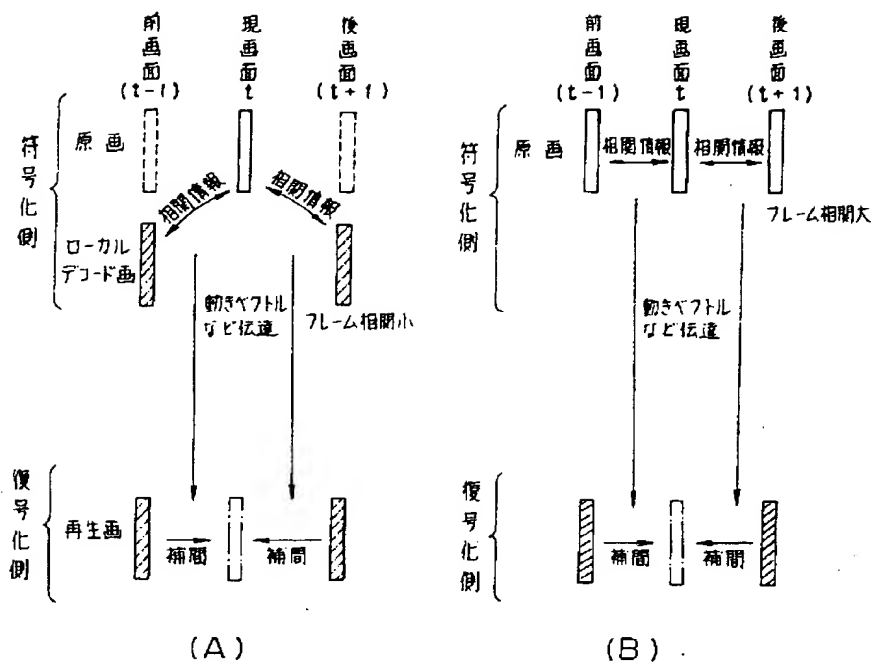 前画面
(t-1)
現画面
t
後画面
(t+1)
符号化側
原画
相関情報
相関情報
ローカル
デコード画
動きベクトル
など伝達
フレーム相関小
復号化側
再生画
補間
補間
(A)
前画面
(t-1)
現画面
t
後画面
(t+1)
符号化側
原画
相関情報
相関情報
フレーム相関大
動きベクトル
など伝達
復号化側
補間
補間
(B)